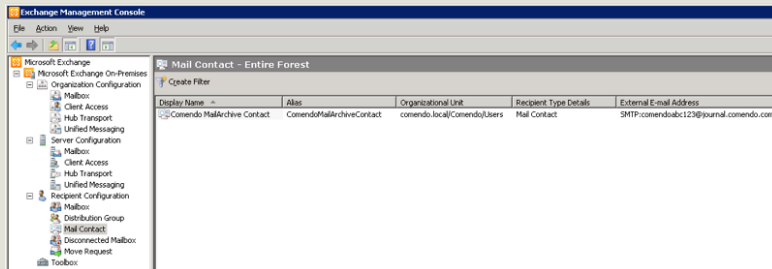 Exchange Management Console
File Action View Help
Microsoft Exchange
Microsoft Exchange On-Premises
Organization Configuration
Mailbox
Client Access
Hub Transport
Unified Messaging
Server Configuration
Mailbox
Client Access
Hub Transport
Unified Messaging
Recipient Configuration
Mailbox
Distribution Group
Mail Contact
Disconnected Mailbox
Move Request
Toolbox
Mail Contact - Entire Forest
Create Filter
Display Name Alias Organizational Unit Recipient Type Details External E-mail Address
Comendo MailArchive Contact ComendoMailArchiveContact comendo.local/Comendo/Users Mail Contact SMTP:comendoabc123@journal.comendo.com